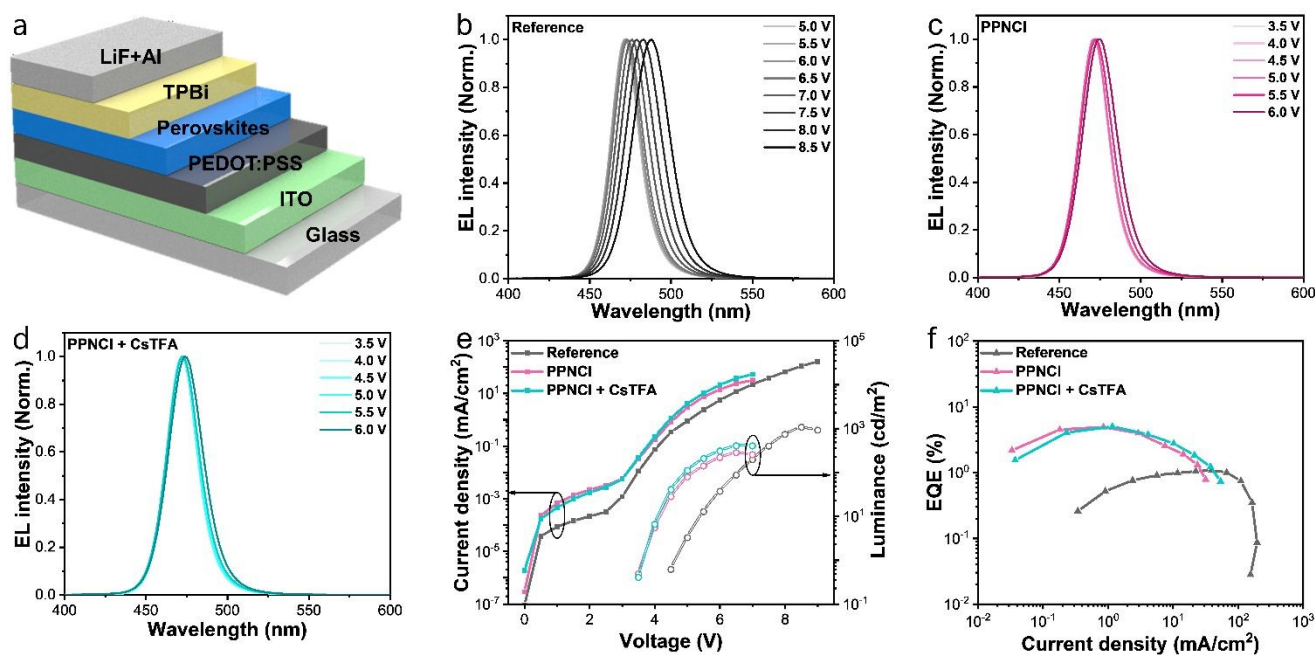 a
LiF+Al
TPBi
Perovskites
PEDOT:PSS
ITO
Glass
b
Reference
5.0 V
5.5 V
6.0 V
6.5 V
7.0 V
7.5 V
8.0 V
8.5 V
EL intensity (Norm.)
1.0
0.8
0.6
0.4
0.2
0.0
400 450 500 550 600
Wavelength (nm)
c
PPNCl
3.5 V
4.0 V
4.5 V
5.0 V
5.5 V
6.0 V
EL intensity (Norm.)
1.0
0.8
0.6
0.4
0.2
0.0
400 450 500 550 600
Wavelength (nm)
d
PPNCl + CsTFA
3.5 V
4.0 V
4.5 V
5.0 V
5.5 V
6.0 V
EL intensity (Norm.)
1.0
0.8
0.6
0.4
0.2
0.0
400 450 500 550 600
Wavelength (nm)
e
Reference
PPNCl
PPNCl + CsTFA
Current density (mA/cm²)
10³
10¹
10⁻¹
10⁻³
10⁻⁵
10⁻⁷
Luminance (cd/m²)
10⁵
10³
10¹
10⁻¹
0 2 4 6 8
Voltage (V)
f
Reference
PPNCl
PPNCl + CsTFA
EQE (%)
10²
10¹
10⁰
10⁻¹
10⁻²
10⁻² 10⁻¹ 10⁰ 10¹ 10² 10³
Current density (mA/cm²)